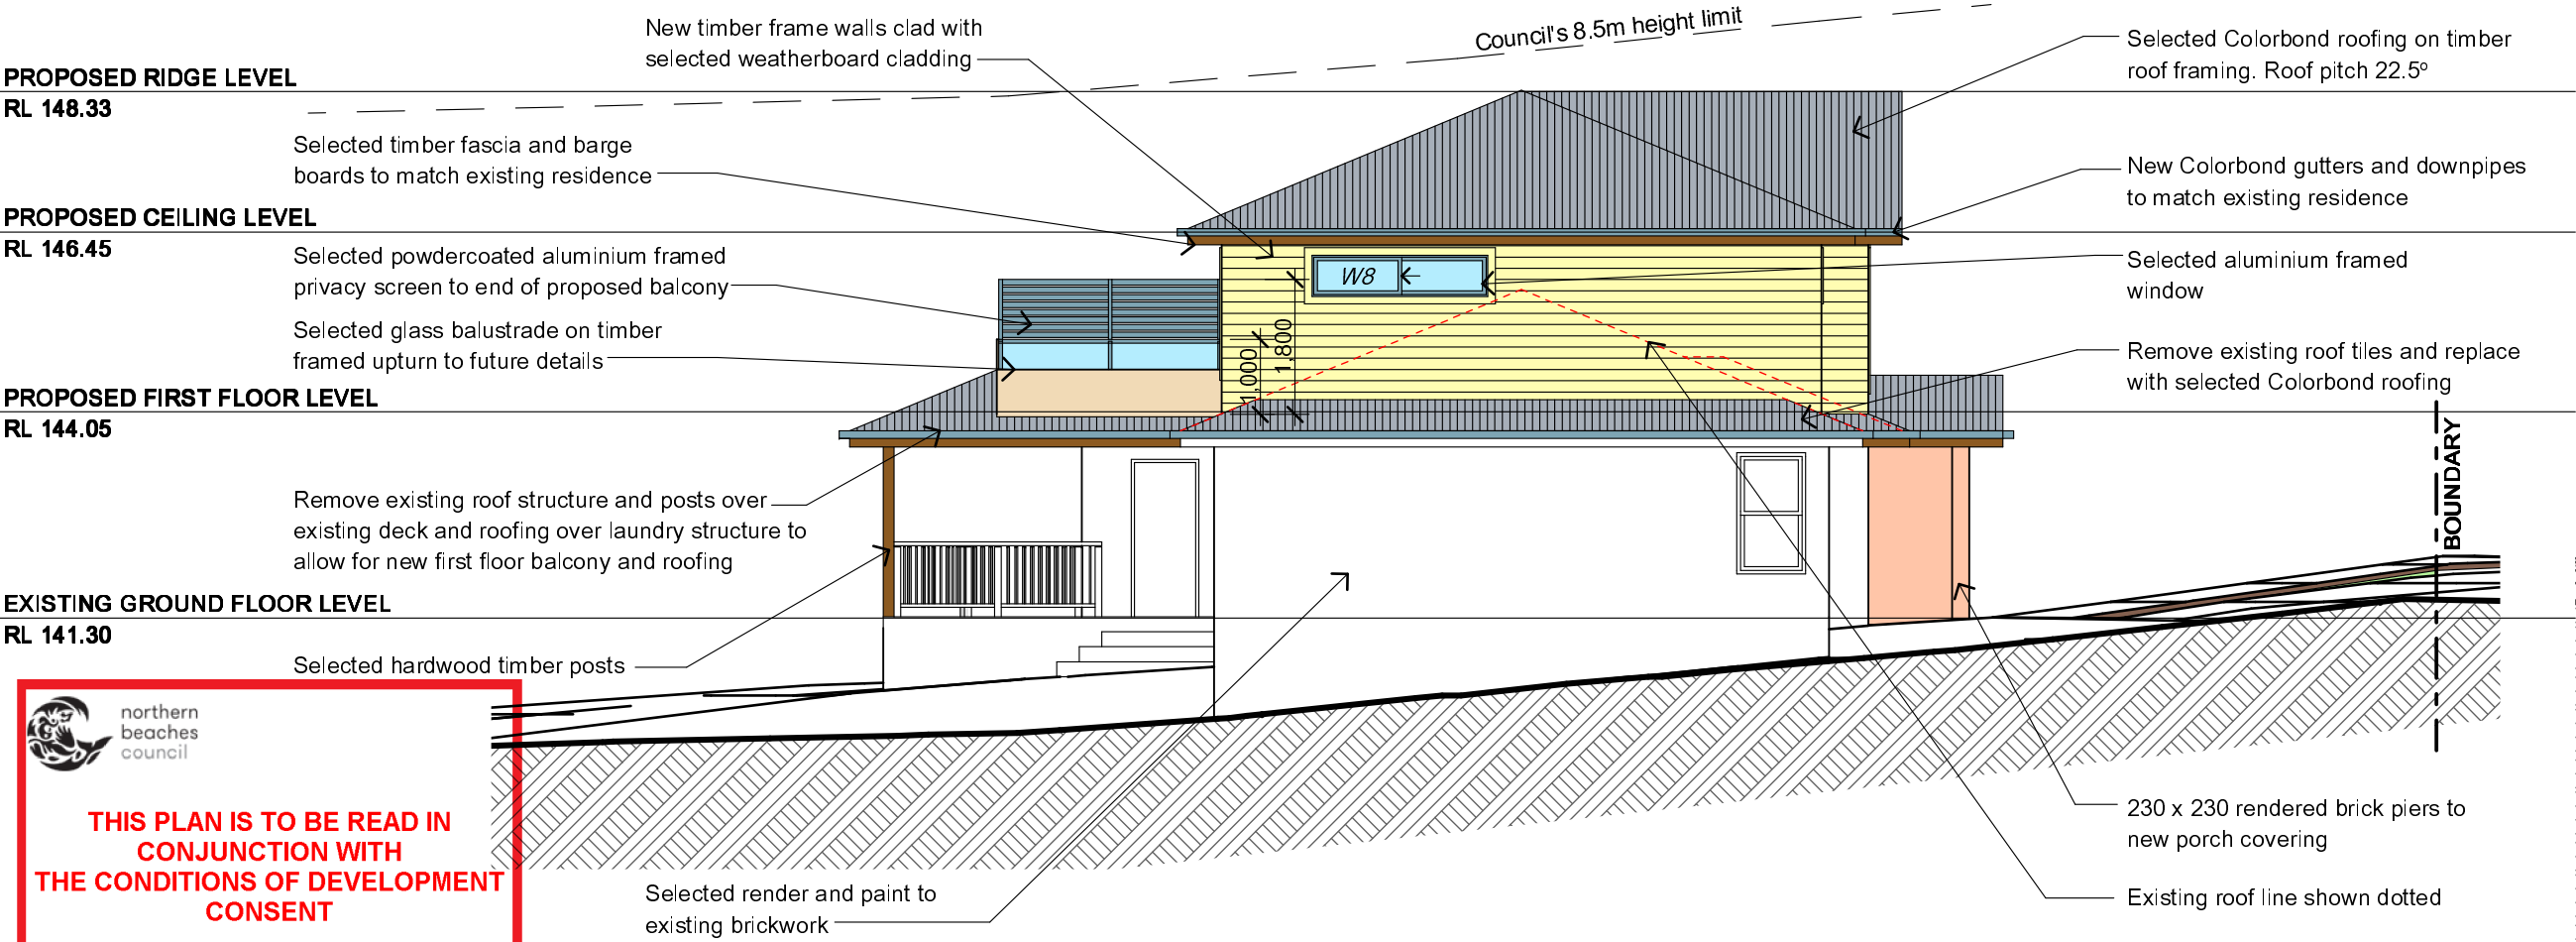 New timber frame walls clad with
selected weatherboard cladding
Council's 8.5m height limit
Selected Colorbond roofing on timber
roof framing. Roof pitch 22.5º
PROPOSED RIDGE LEVEL
RL 148.33
Selected timber fascia and barge
boards to match existing residence
New Colorbond gutters and downpipes
to match existing residence
PROPOSED CEILING LEVEL
RL 146.45
Selected powdercoated aluminium framed
privacy screen to end of proposed balcony
W8
Selected aluminium framed
window
Selected glass balustrade on timber
framed upturn to future details
1,000
1,800
Remove existing roof tiles and replace
with selected Colorbond roofing
PROPOSED FIRST FLOOR LEVEL
RL 144.05
BOUNDARY
Remove existing roof structure and posts over
existing deck and roofing over laundry structure to
allow for new first floor balcony and roofing
EXISTING GROUND FLOOR LEVEL
RL 141.30
Selected hardwood timber posts
northern
beaches
council
THIS PLAN IS TO BE READ IN
CONJUNCTION WITH
THE CONDITIONS OF DEVELOPMENT
CONSENT
230 x 230 rendered brick piers to
new porch covering
Selected render and paint to
existing brickwork
Existing roof line shown dotted